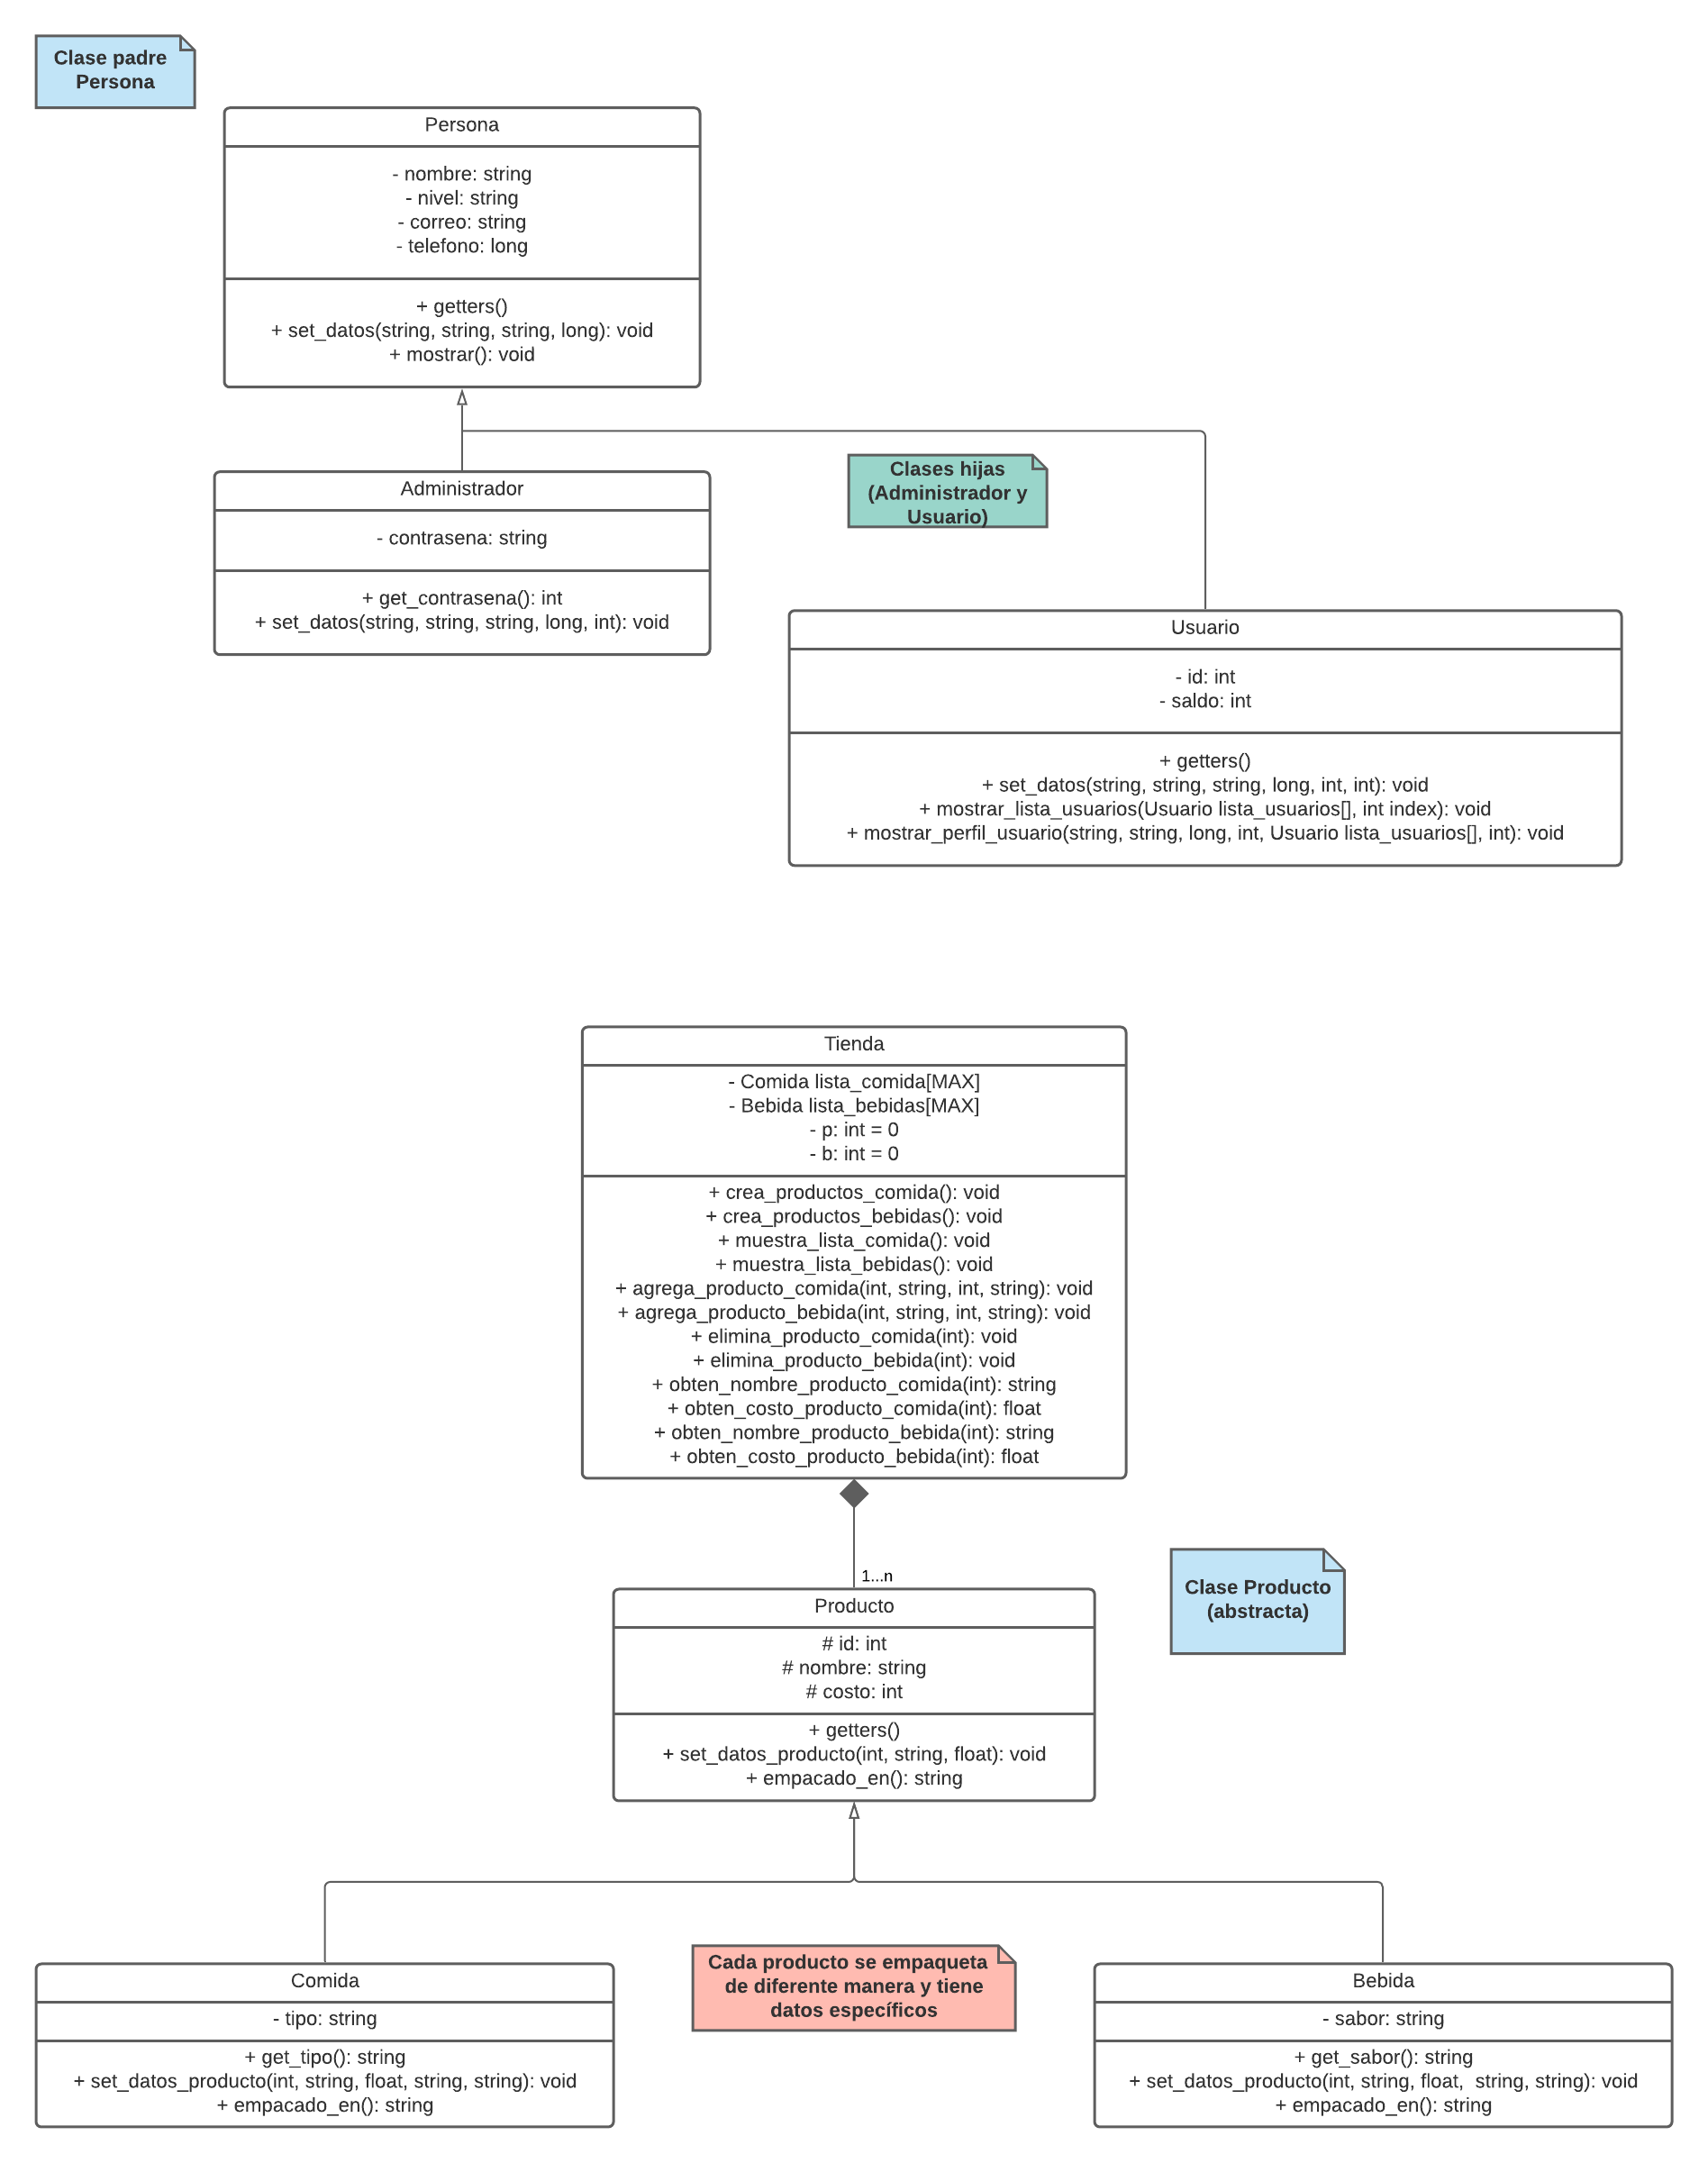 Clase padre
Persona
Persona
- nombre: string
- nivel: string
- correo: string
- telefono: long
+ getters()
+ set_datos(string, string, string, long): void
+ mostrar(): void
Clases hijas
(Administrador y
Usuario)
Administrador
- contrasena: string
+ get_contrasena(): int
+ set_datos(string, string, string, long, int): void
Usuario
- id: int
- saldo: int
+ getters()
+ set_datos(string, string, string, long, int, int): void
+ mostrar_lista_usuarios(Usuario lista_usuarios[], int index): void
+ mostrar_perfil_usuario(string, string, long, int, Usuario lista_usuarios[], int): void
Tienda
- Comida lista_comida[MAX]
- Bebida lista_bebidas[MAX]
- p: int = 0
- b: int = 0
+ crea_productos_comida(): void
+ crea_productos_bebidas(): void
+ muestra_lista_comida(): void
+ muestra_lista_bebidas(): void
+ agrega_producto_comida(int, string, int, string): void
+ agrega_producto_bebida(int, string, int, string): void
+ elimina_producto_comida(int): void
+ elimina_producto_bebida(int): void
+ obten_nombre_producto_comida(int): string
+ obten_costo_producto_comida(int): float
+ obten_nombre_producto_bebida(int): string
+ obten_costo_producto_bebida(int): float
1...n
Clase Producto
(abstracta)
Producto
# id: int
# nombre: string
# costo: int
+ getters()
+ set_datos_producto(int, string, float): void
+ empacado_en(): string
Cada producto se empaqueta
de diferente manera y tiene
datos específicos
Comida
- tipo: string
+ get_tipo(): string
+ set_datos_producto(int, string, float, string, string): void
+ empacado_en(): string
Bebida
- sabor: string
+ get_sabor(): string
+ set_datos_producto(int, string, float,  string, string): void
+ empacado_en(): string